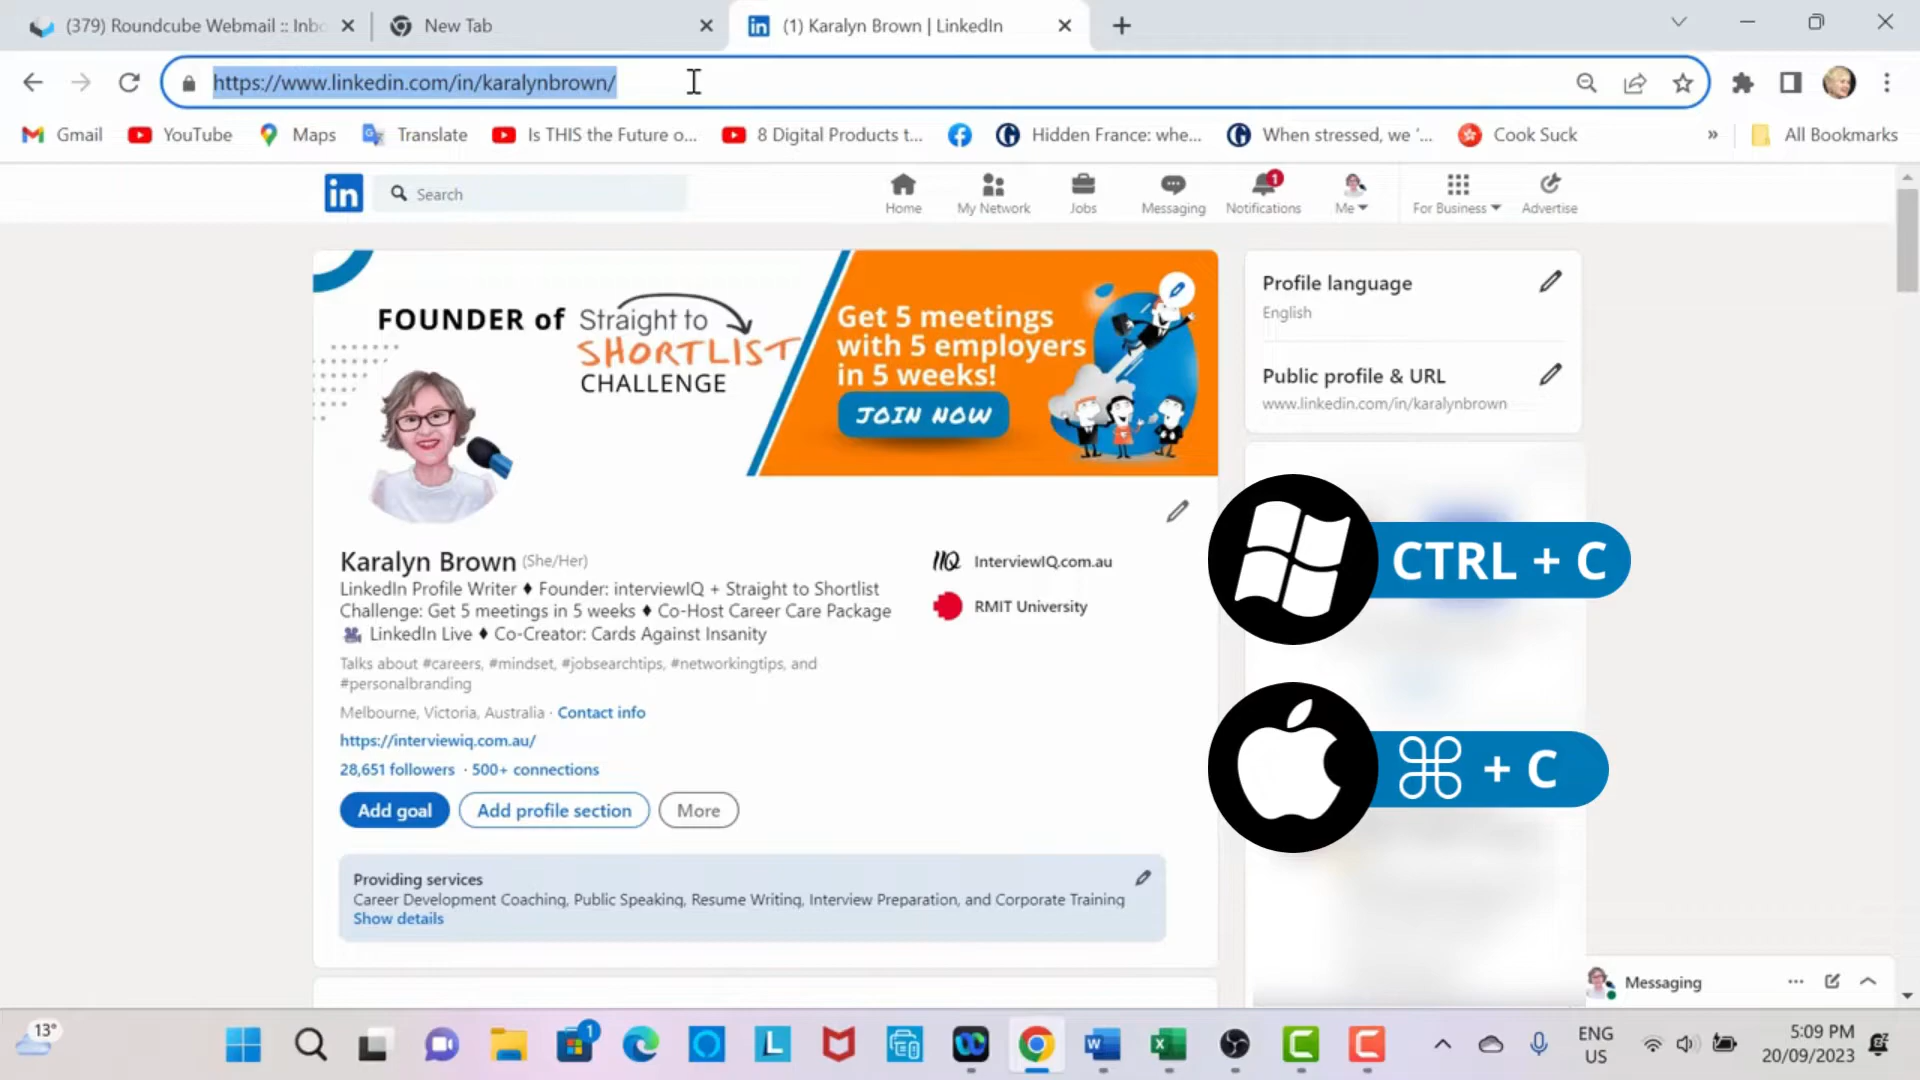 (379) Roundcube Webmail :: Inbo
New Tab
(1) Karalyn Brown | LinkedIn
https://www.linkedin.com/in/karalynbrown/
Gmail
YouTube
Maps
Translate
Is THIS the Future o...
8 Digital Products t...
Hidden France: whe...
When stressed, we '...
Cook Suck
»
All Bookmarks
in
Search
Home
My Network
Jobs
Messaging
1
Notifications
Me
For Business
Advertise
FOUNDER of Straight to
SHORTLIST
CHALLENGE
Get 5 meetings
with 5 employers
in 5 weeks!
JOIN NOW
Profile language
English
Public profile & URL
www.linkedin.com/in/karalynbrown
Karalyn Brown (She/Her)
LinkedIn Profile Writer ♦ Founder: interviewIQ + Straight to Shortlist
Challenge: Get 5 meetings in 5 weeks ♦ Co-Host Career Care Package
🎥 LinkedIn Live ♦ Co-Creator: Cards Against Insanity
Talks about #careers, #mindset, #jobsearchtips, #networkingtips, and
#personalbranding
Melbourne, Victoria, Australia · Contact info
https://interviewiq.com.au/
28,651 followers · 500+ connections
Add goal
Add profile section
More
IIQ InterviewIQ.com.au
RMIT University
CTRL + C
⌘ + C
Providing services
Career Development Coaching, Public Speaking, Resume Writing, Interview Preparation, and Corporate Training
Show details
Messaging
13°
1
L
W
X
ENG
US
5:09 PM
20/09/2023